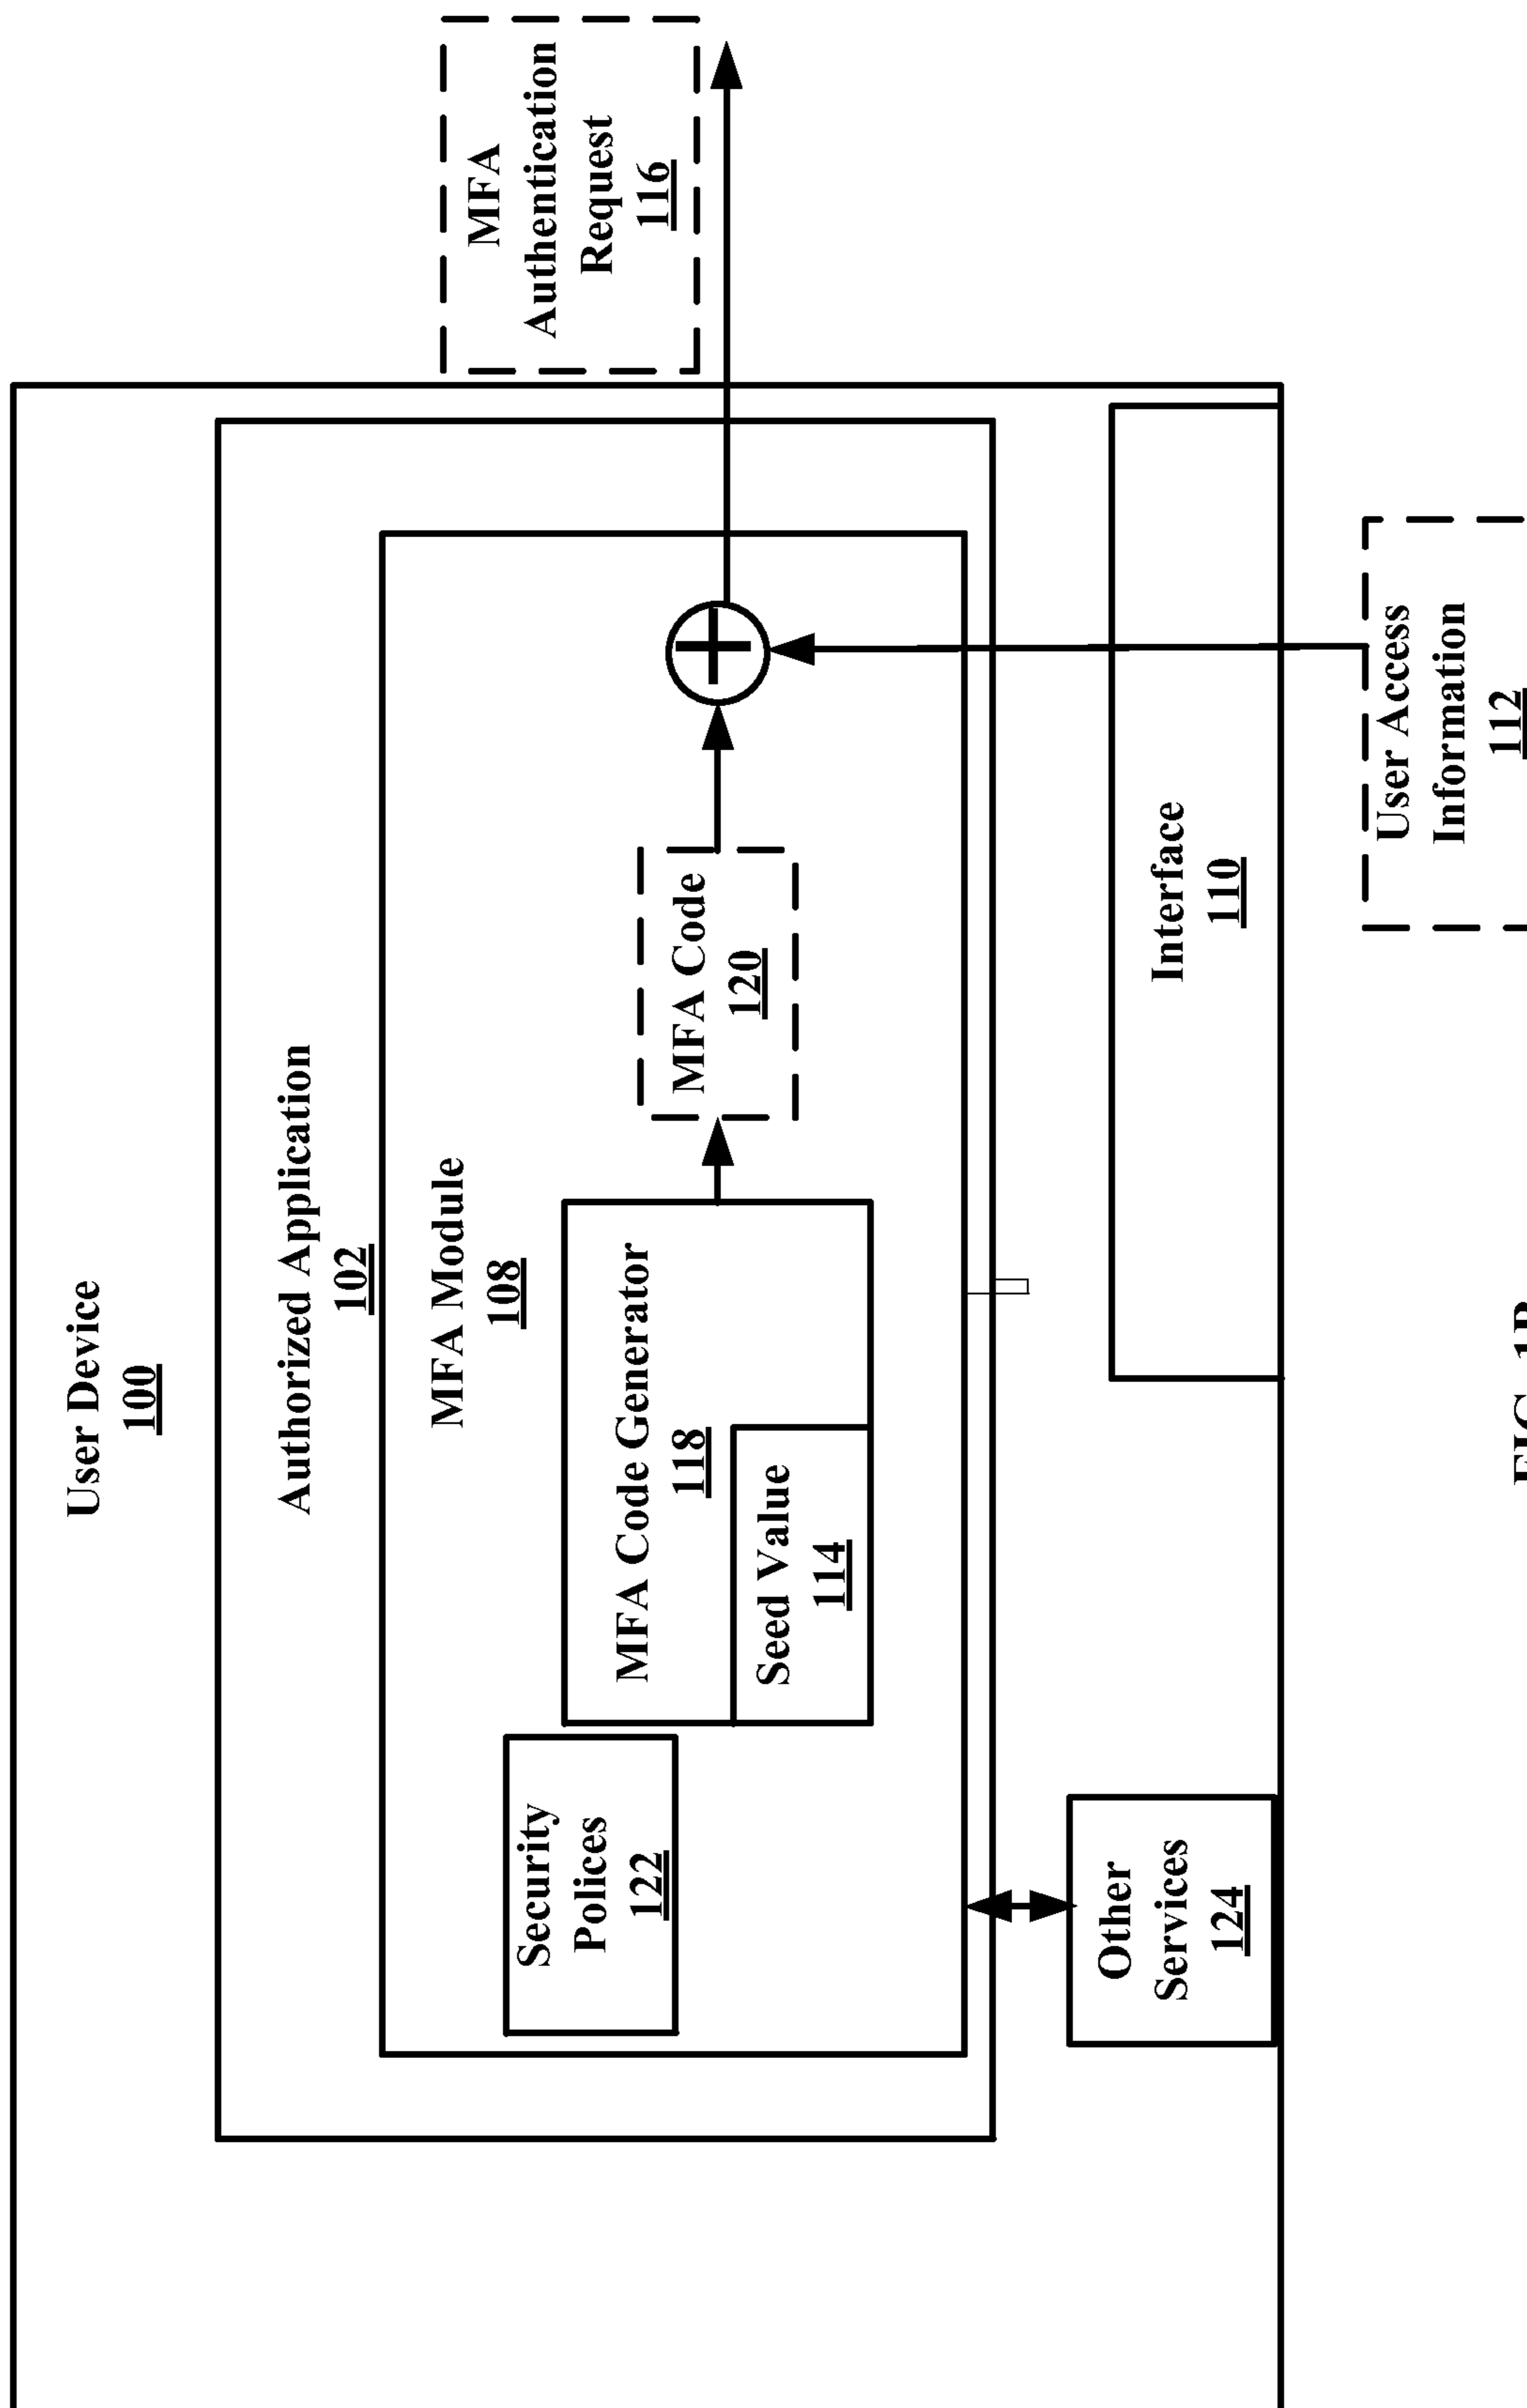 User Device
100
Authorized Application
102
MFA Module
108
Security
Polices
122
MFA Code Generator
118
Seed Value
114
MFA Code
120
MFA
Authentication
Request
116
Other
Services
124
Interface
110
User Access
Information
112